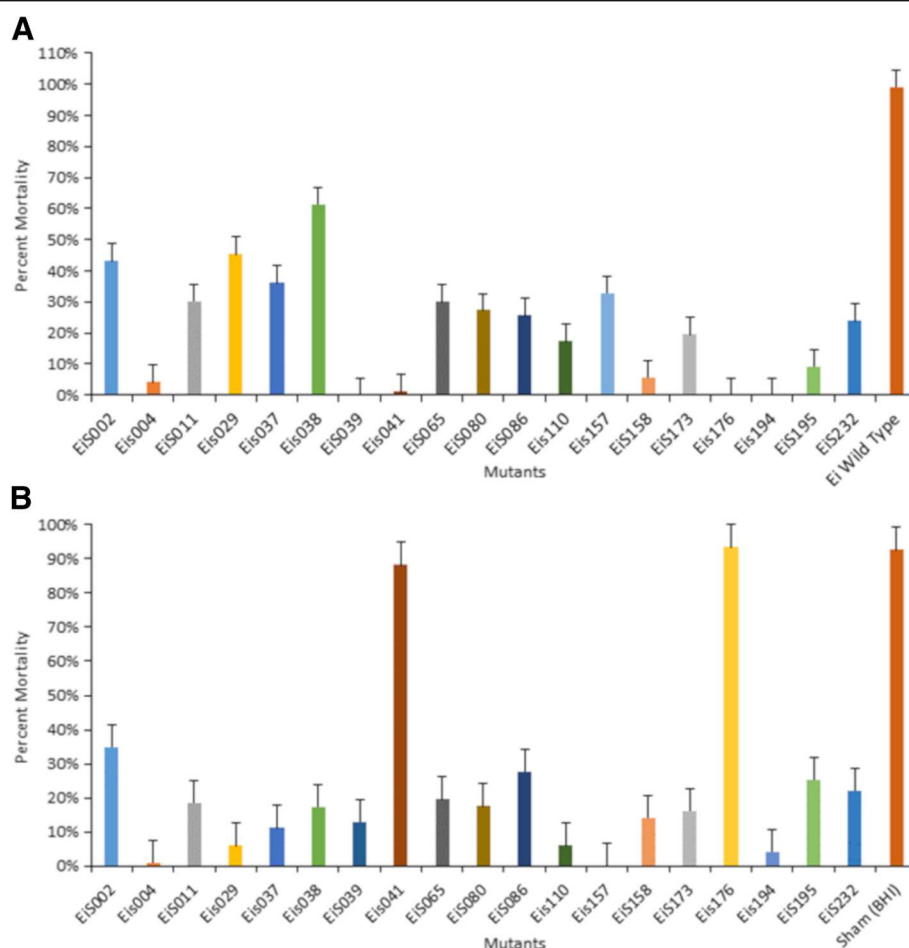 A
110%
100%
90%
80%
70%
60%
50%
40%
30%
20%
10%
0%
Percent Mortality
EiS002
Eis004
EiS011
Eis029
Eis037
Eis038
EiS039
Eis041
EiS065
EiS080
EiS086
Eis110
Eis157
EiS158
EiS173
Eis176
Eis194
EiS195
EiS232
Ei Wild Type
Mutants
B
100%
90%
80%
70%
60%
50%
40%
30%
20%
10%
0%
Percent Mortality
EiS002
Eis004
EiS011
Eis029
Eis037
Eis038
EiS039
Eis041
EiS065
EiS080
EiS086
Eis110
Eis157
EiS158
EiS173
Eis176
Eis194
EiS195
EiS232
Sham (BHI)
Mutants